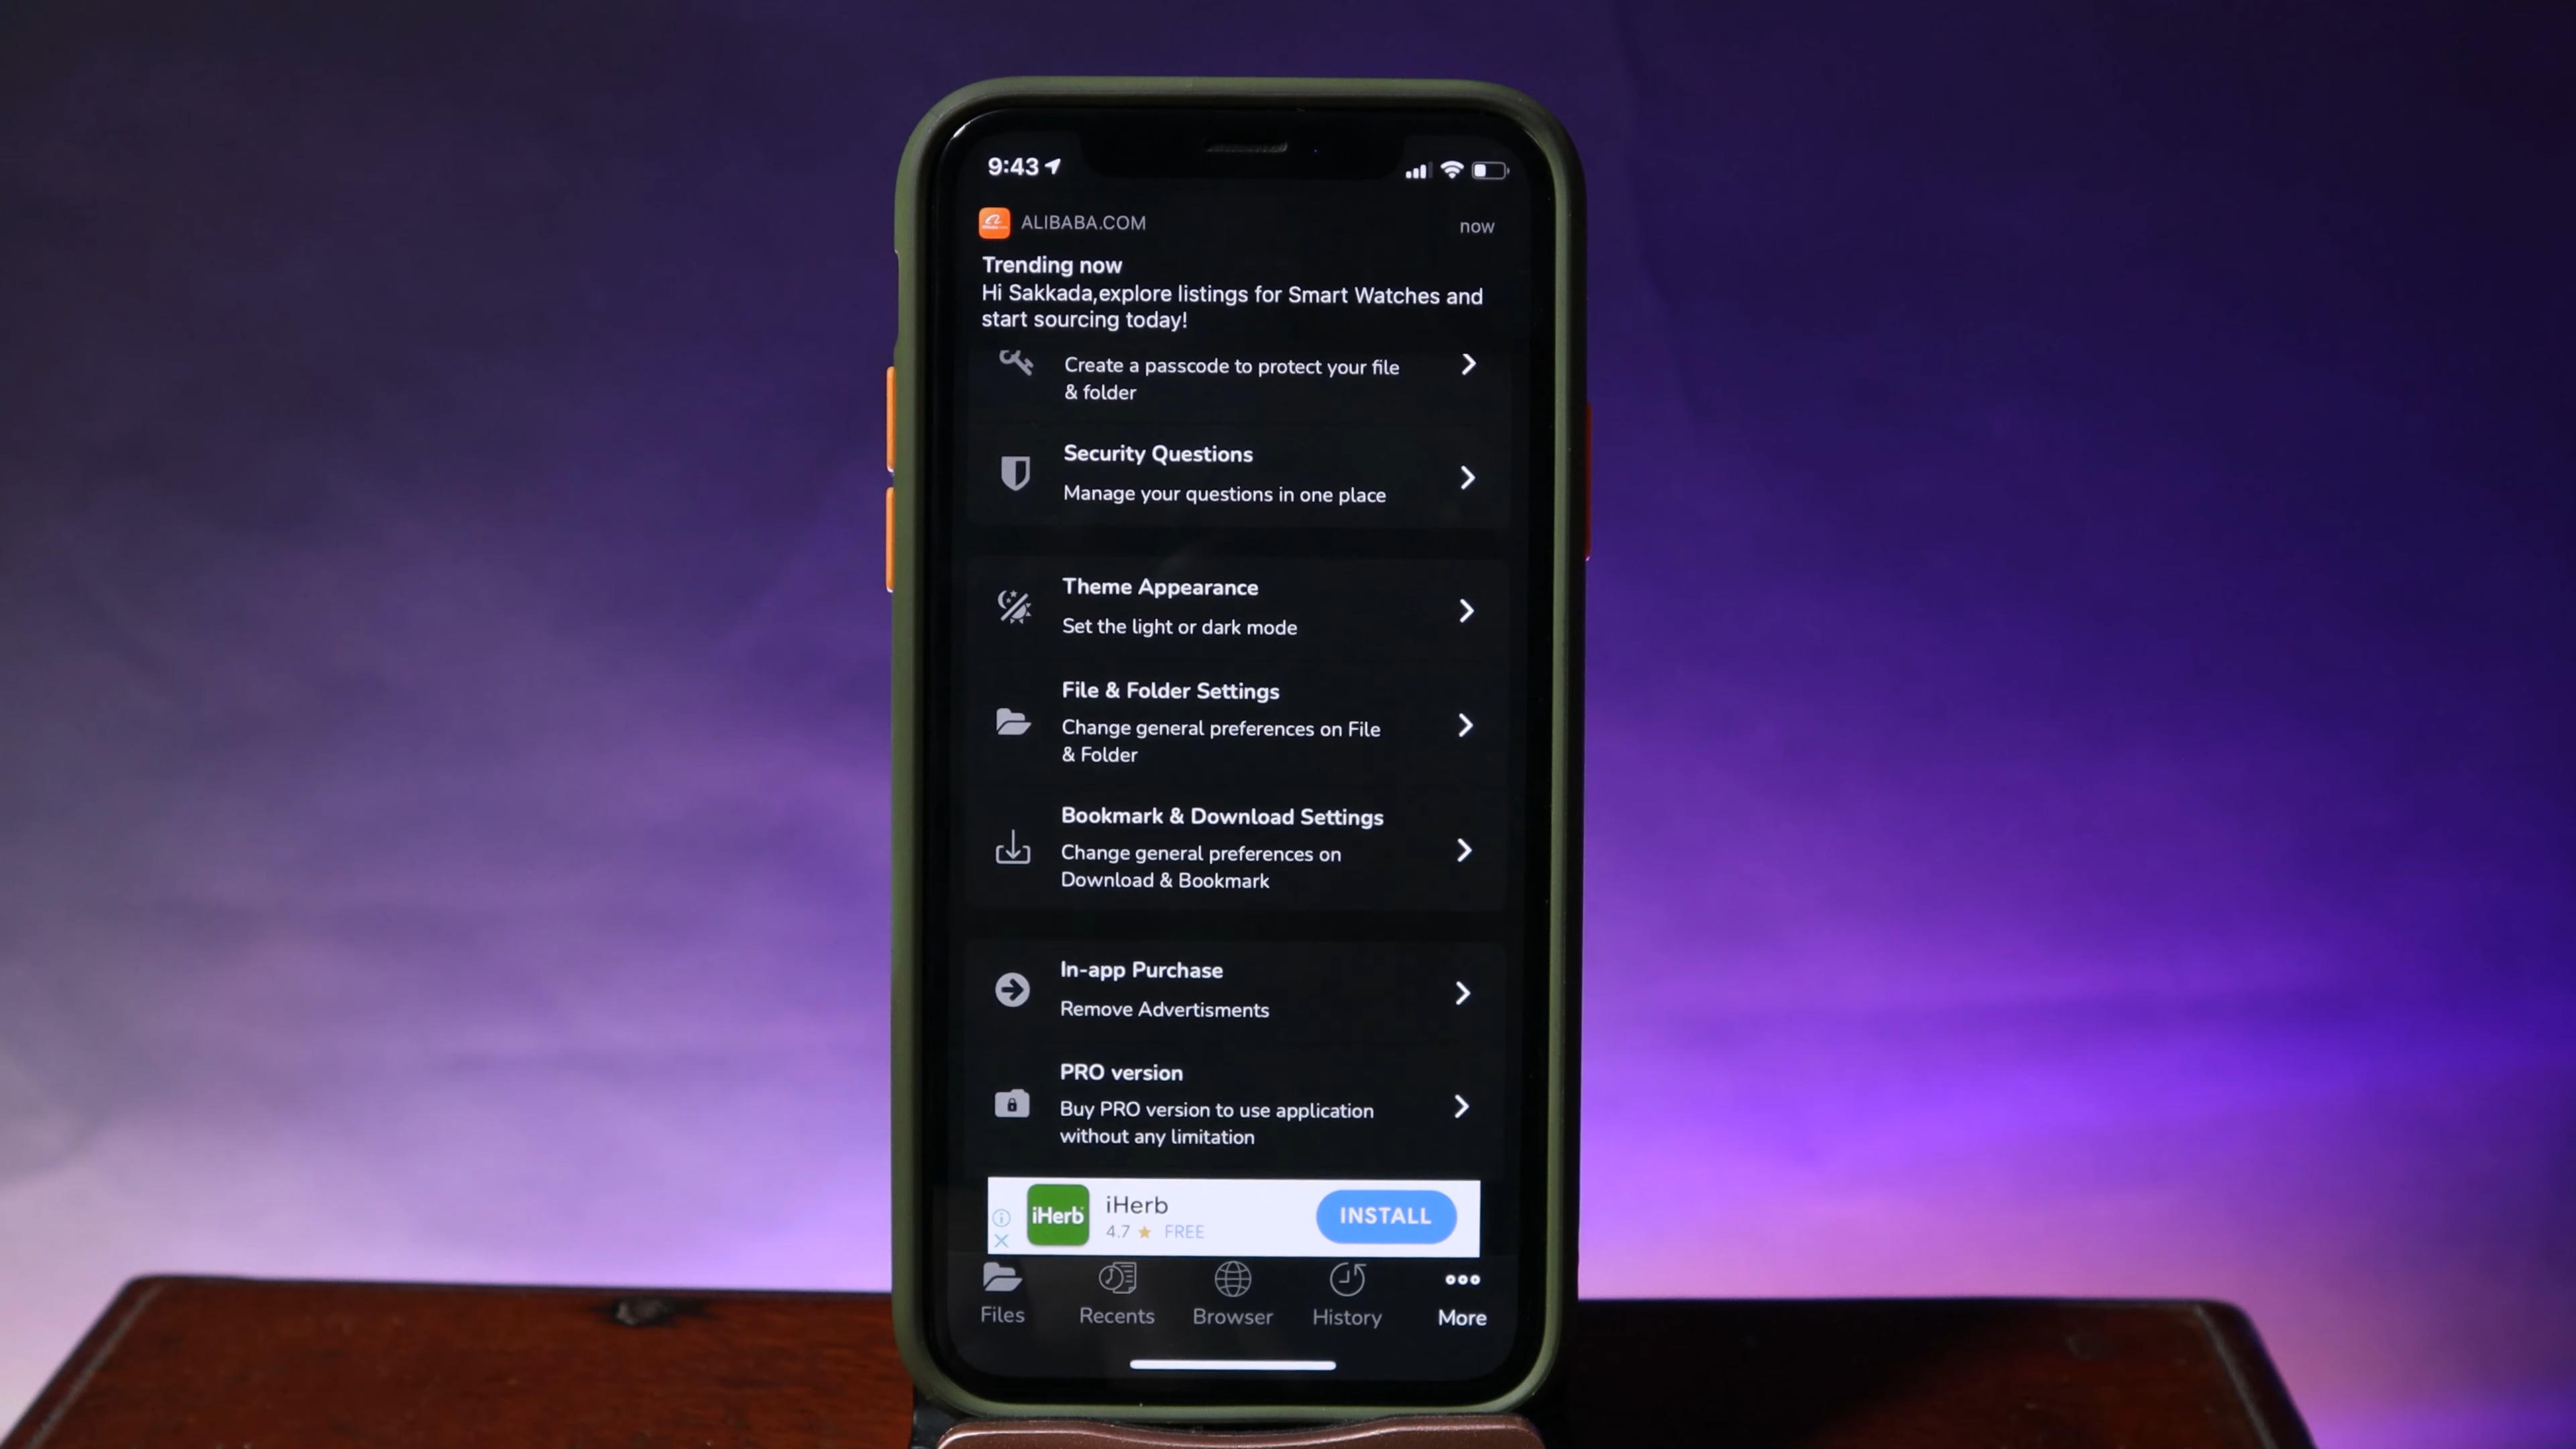 9:43
ALIBABA.COM
now
Trending now
Hi Sakkada,explore listings for Smart Watches and
start sourcing today!
Create a passcode to protect your file
& folder
Security Questions
Manage your questions in one place
Theme Appearance
Set the light or dark mode
File & Folder Settings
Change general preferences on File
& Folder
Bookmark & Download Settings
Change general preferences on
Download & Bookmark
In-app Purchase
Remove Advertisments
PRO version
Buy PRO version to use application
without any limitation
iHerb
iHerb
4.7 ★ FREE
INSTALL
Files
Recents
Browser
History
More